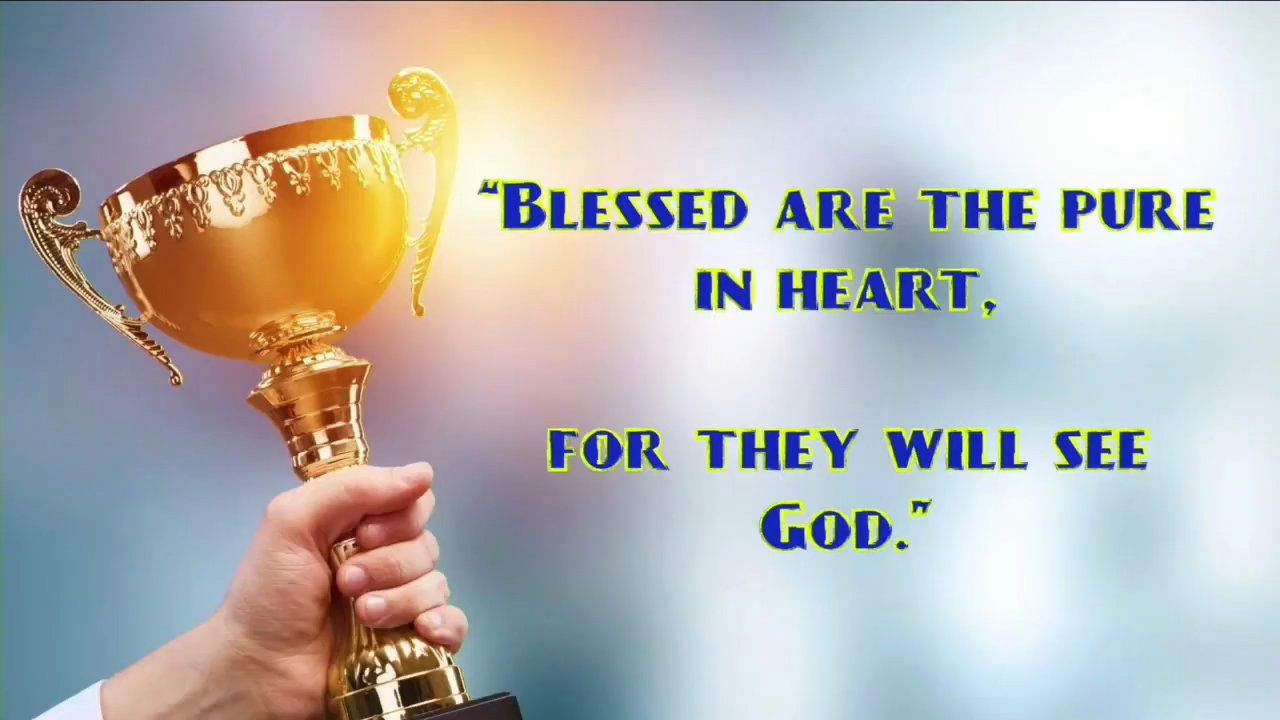 “Blessed are the pure
in heart,
for they will see
God.”